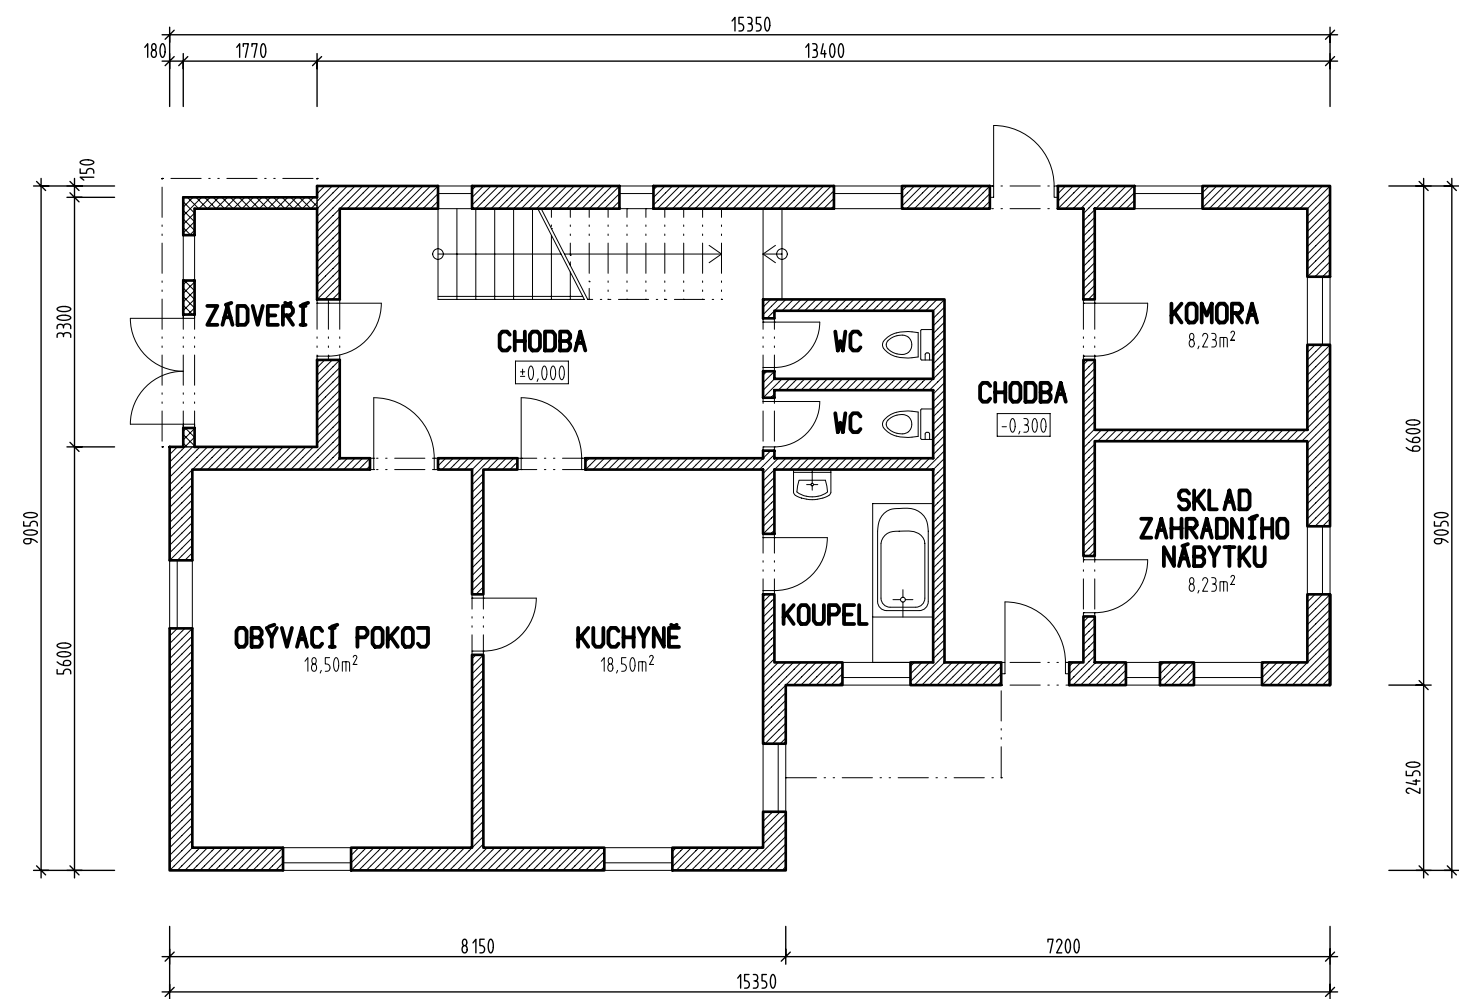 15350
180 1770 13400
150
3300
9050
5600
ZÁDVEŘÍ
CHODBA
±0,000
WC
WC
CHODBA
-0,300
KOMORA
8,23m²
SKLAD
ZAHRADNÍHO
NÁBYTKU
8,23m²
OBÝVACÍ POKOJ
18,50m²
KUCHYNĚ
18,50m²
KOUPEL
6600
9050
2450
8150 7200
15350